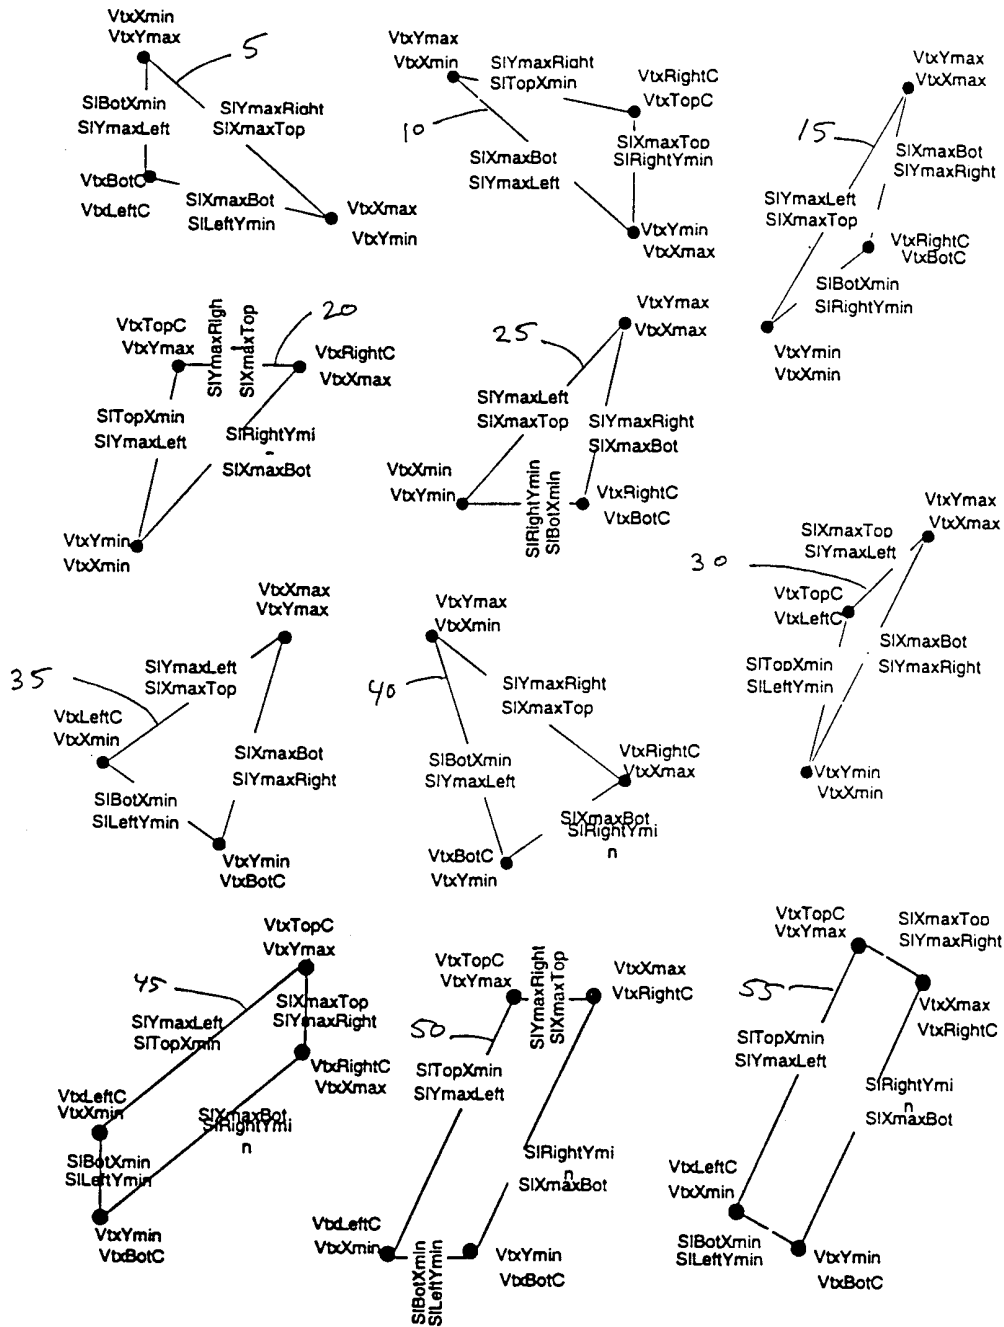 VtxXmin
VtxYmax
5
SlBotXmin
SlYmaxLeft
SlYmaxRight
SlXmaxTop
VtxBotC
VtxLeftC
SlXmaxBot
SlLeftYmin
VtxXmax
VtxYmin
VtxYmax
VtxXmin
SlYmaxRight
SlTopXmin
VtxRightC
VtxTopC
10
SlXmaxBot
SlYmaxLeft
SlXmaxTop
SlRightYmin
VtxYmin
VtxXmax
VtxYmax
VtxXmax
15
SlXmaxBot
SlYmaxRight
SlYmaxLeft
SlXmaxTop
VtxRightC
VtxBotC
SlBotXmin
SlRightYmin
VtxYmin
VtxXmin
VtxTopC
VtxYmax
SlYmaxRigh
SlXmaxTop
20
VtxRightC
VtxXmax
SlTopXmin
SlYmaxLeft
SlRightYmi
SlXmaxBot
VtxYmin
VtxXmin
VtxYmax
VtxXmax
25
SlYmaxLeft
SlXmaxTop
SlYmaxRight
SlXmaxBot
VtxXmin
VtxYmin
SlRightYmin
SlBotXmin
VtxRightC
VtxBotC
VtxYmax
VtxXmax
SlXmaxTop
SlYmaxLeft
30
VtxTopC
VtxLeftC
SlXmaxBot
SlYmaxRight
SlTopXmin
SlLeftYmin
VtxYmin
VtxXmin
VtxXmax
VtxYmax
35
SlYmaxLeft
SlXmaxTop
VtxLeftC
VtxXmin
SlXmaxBot
SlYmaxRight
SlBotXmin
SlLeftYmin
VtxYmin
VtxBotC
VtxYmax
VtxXmin
40
SlYmaxRight
SlXmaxTop
SlBotXmin
SlYmaxLeft
VtxRightC
VtxXmax
SlXmaxBot
SlRightYmi
n
VtxBotC
VtxYmin
VtxTopC
VtxYmax
45
SlXmaxTop
SlYmaxRight
SlYmaxLeft
SlTopXmin
VtxRightC
VtxXmax
VtxLeftC
VtxXmin
SlXmaxBot
SlRightYmi
n
SlBotXmin
SlLeftYmin
VtxYmin
VtxBotC
VtxTopC
VtxYmax
SlYmaxRight
SlXmaxTop
VtxXmax
VtxRightC
50
SlTopXmin
SlYmaxLeft
SlRightYmi
n
SlXmaxBot
VtxLeftC
VtxXmin
SlBotXmin
SlLeftYmin
VtxYmin
VtxBotC
VtxTopC
VtxYmax
SlXmaxTop
SlYmaxRight
55
VtxXmax
VtxRightC
SlTopXmin
SlYmaxLeft
SlRightYmi
n
SlXmaxBot
VtxLeftC
VtxXmin
SlBotXmin
SlLeftYmin
VtxYmin
VtxBotC